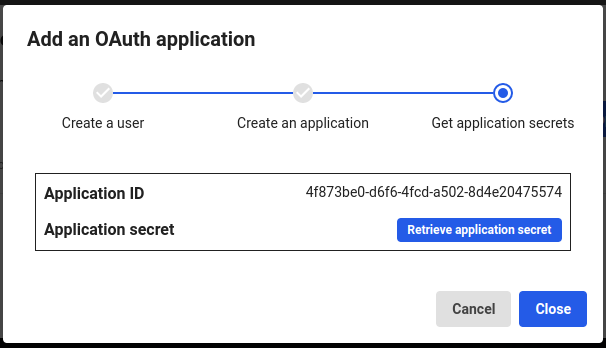 Add an OAuth application
Create a user
Create an application
Get application secrets
Application ID
4f873be0-d6f6-4fcd-a502-8d4e20475574
Application secret
Retrieve application secret
Cancel
Close